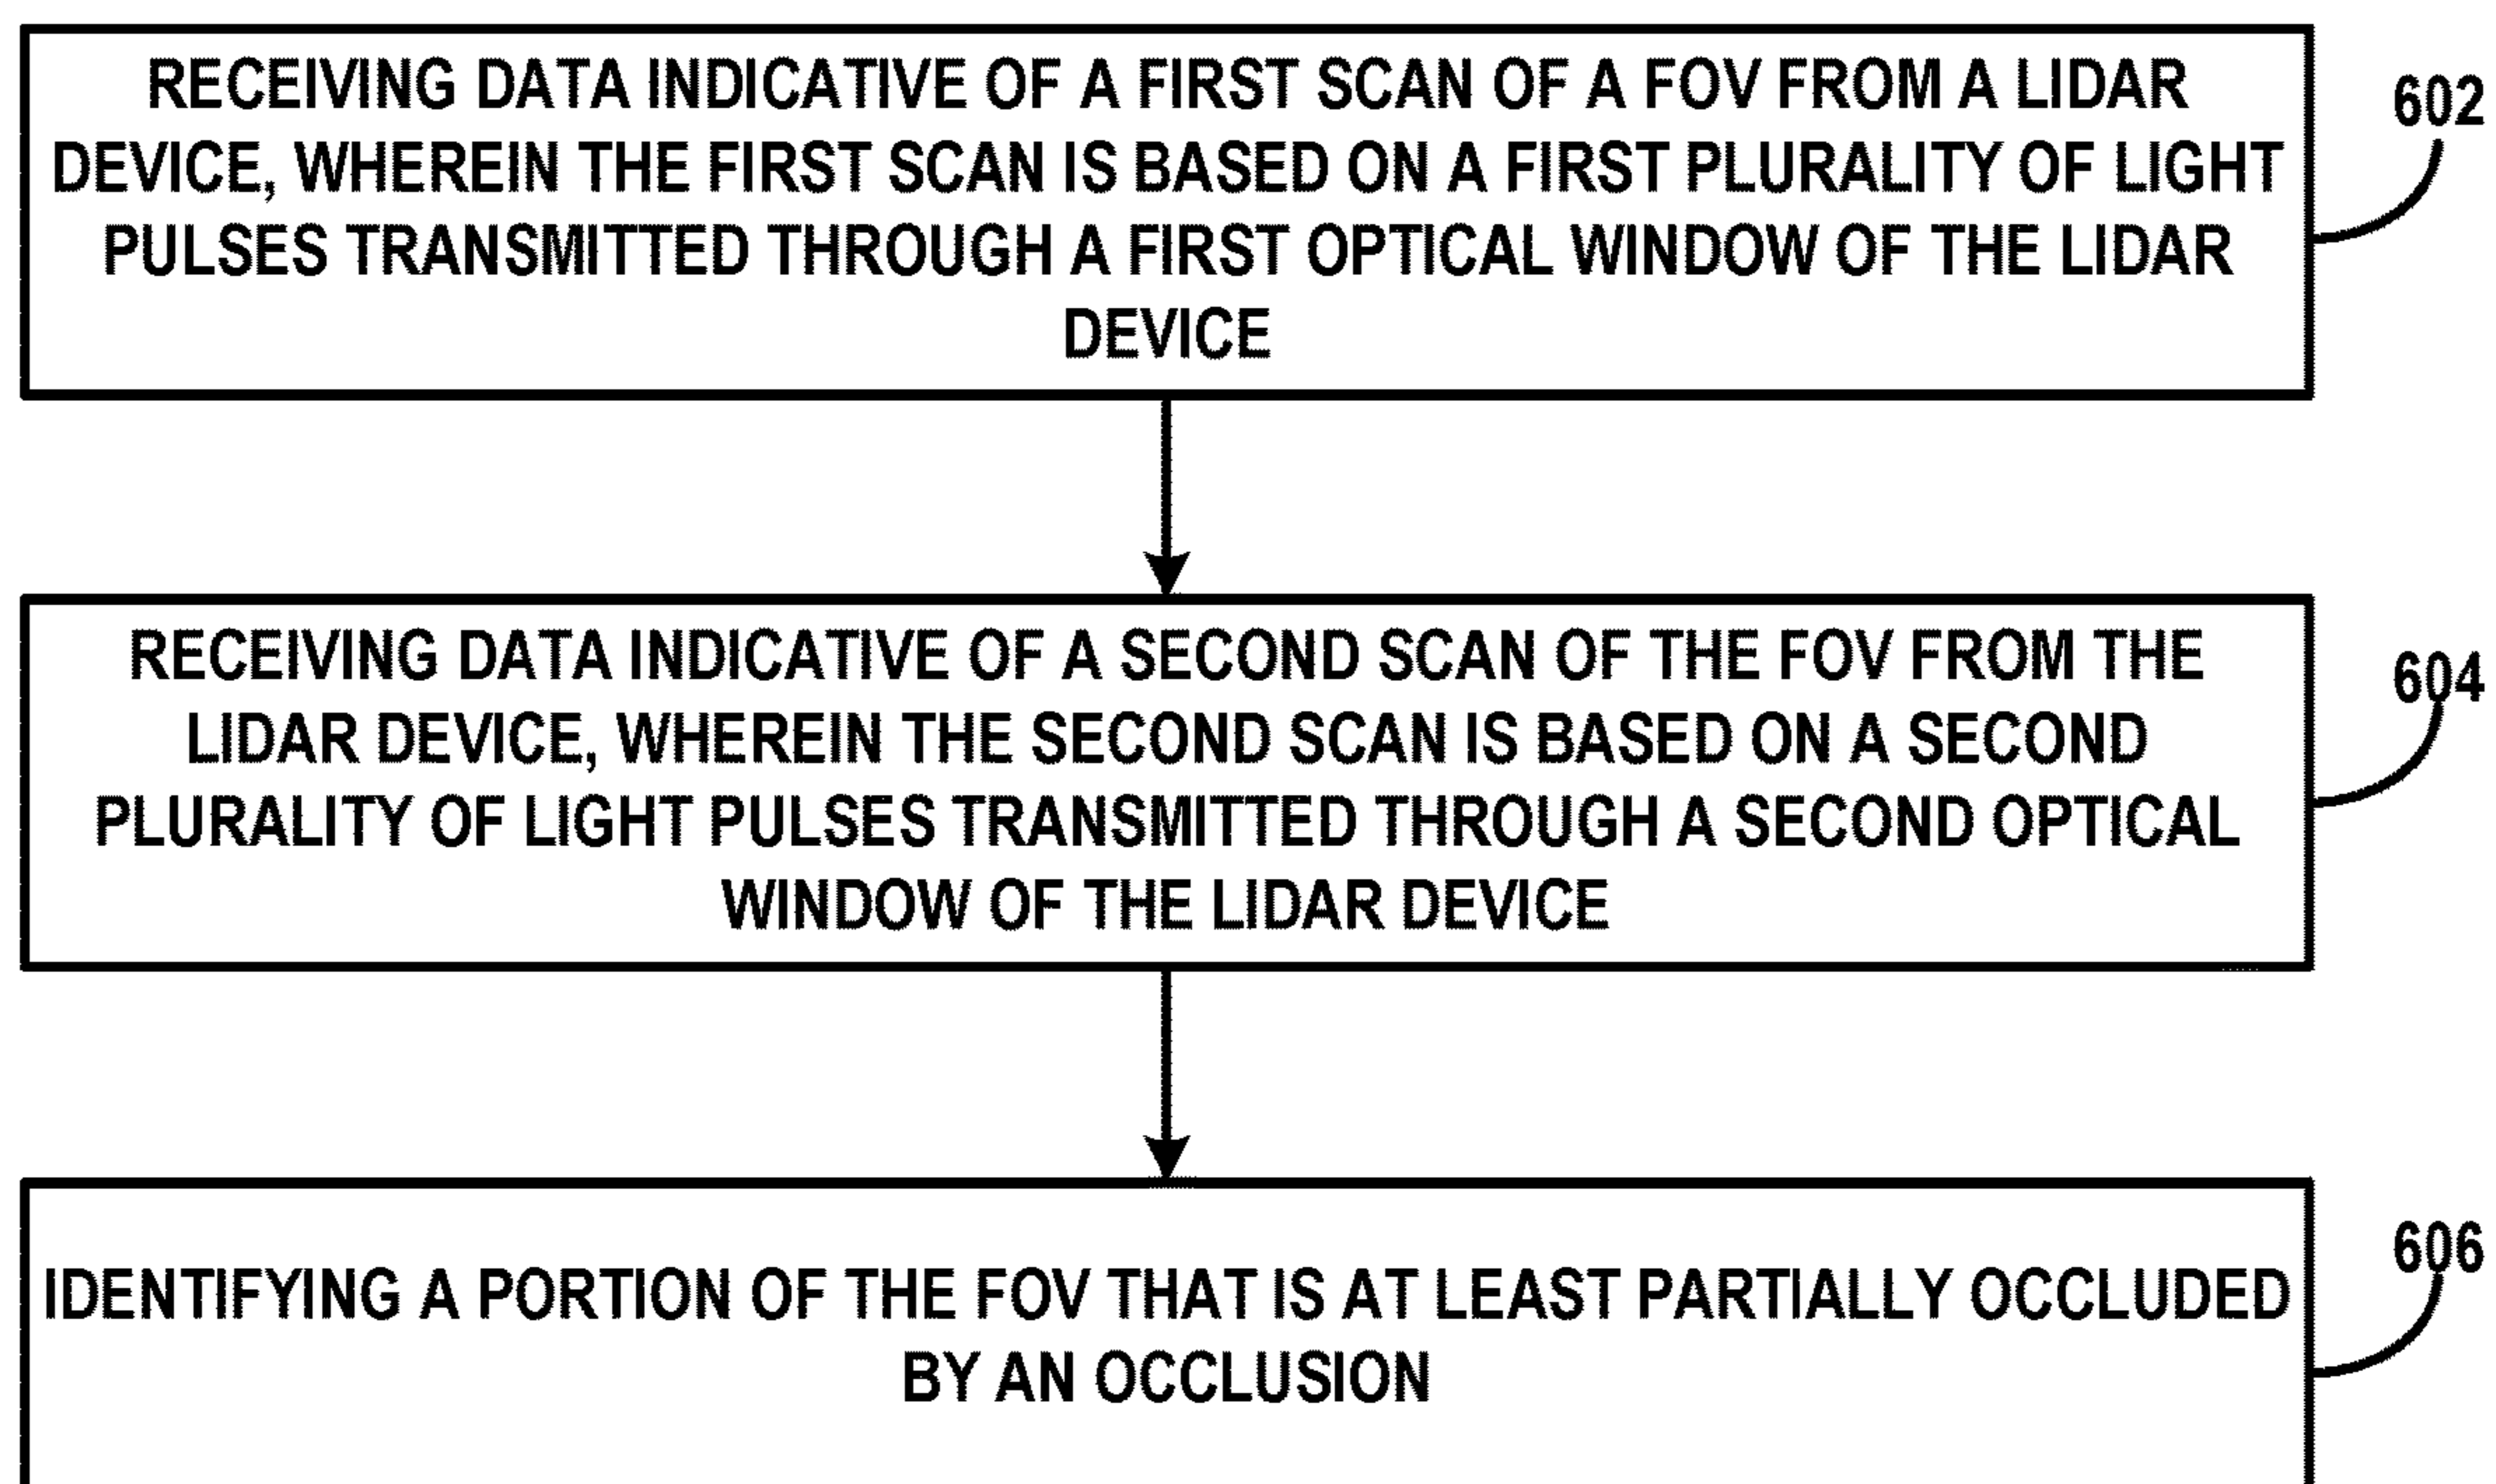 RECEIVING DATA INDICATIVE OF A FIRST SCAN OF A FOV FROM A LIDAR
DEVICE, WHEREIN THE FIRST SCAN IS BASED ON A FIRST PLURALITY OF LIGHT
PULSES TRANSMITTED THROUGH A FIRST OPTICAL WINDOW OF THE LIDAR
DEVICE
602
RECEIVING DATA INDICATIVE OF A SECOND SCAN OF THE FOV FROM THE
LIDAR DEVICE, WHEREIN THE SECOND SCAN IS BASED ON A SECOND
PLURALITY OF LIGHT PULSES TRANSMITTED THROUGH A SECOND OPTICAL
WINDOW OF THE LIDAR DEVICE
604
IDENTIFYING A PORTION OF THE FOV THAT IS AT LEAST PARTIALLY OCCLUDED
BY AN OCCLUSION
606